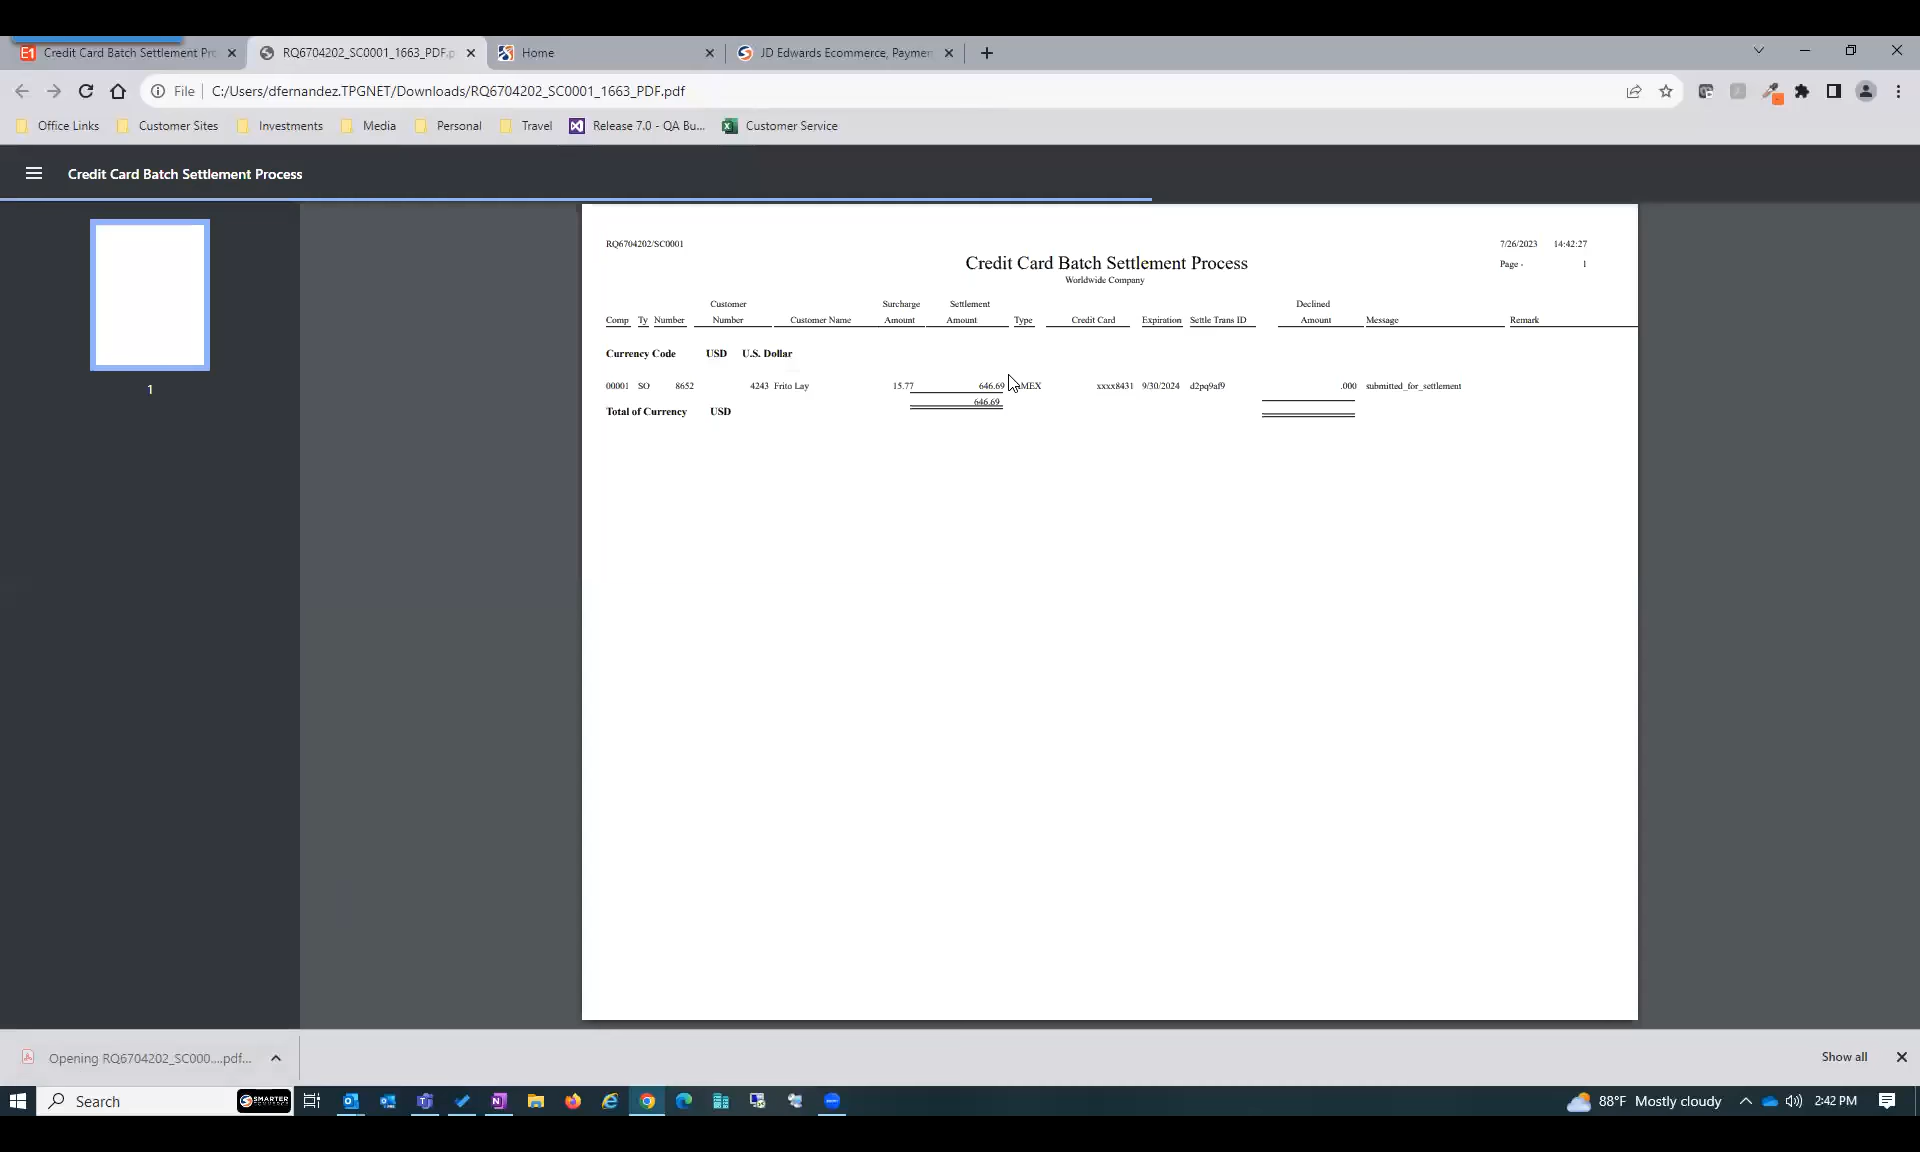 Credit Card Batch Settlement Pr
RQ6704202_SC0001_1663_PDF.p
Home
JD Edwards Ecommerce, Paymen
File
C:/Users/dfernandez.TPGNET/Downloads/RQ6704202_SC0001_1663_PDF.pdf
Office Links Customer Sites Investments Media Personal Travel Release 7.0 - QA Bu... Customer Service
Credit Card Batch Settlement Process
1
RQ6704202/SC0001 7/26/2023 14:42:27
Credit Card Batch Settlement Process
Page - 1
Worldwide Company
Customer Surcharge Settlement Declined
Comp Ty Number Number Customer Name Amount Amount Type Credit Card Expiration Settle Trans ID Amount Message Remark
Currency Code USD U.S. Dollar
00001 SO 8652 4243 Frito Lay 15.77 646.69 MEX xxxx8431 9/30/2024 d2pq9af9 .000 submitted_for_settlement
646.69
Total of Currency USD
Opening RQ6704202_SC000....pdf...
Show all
Search
SMARTER
88°F Mostly cloudy
2:42 PM